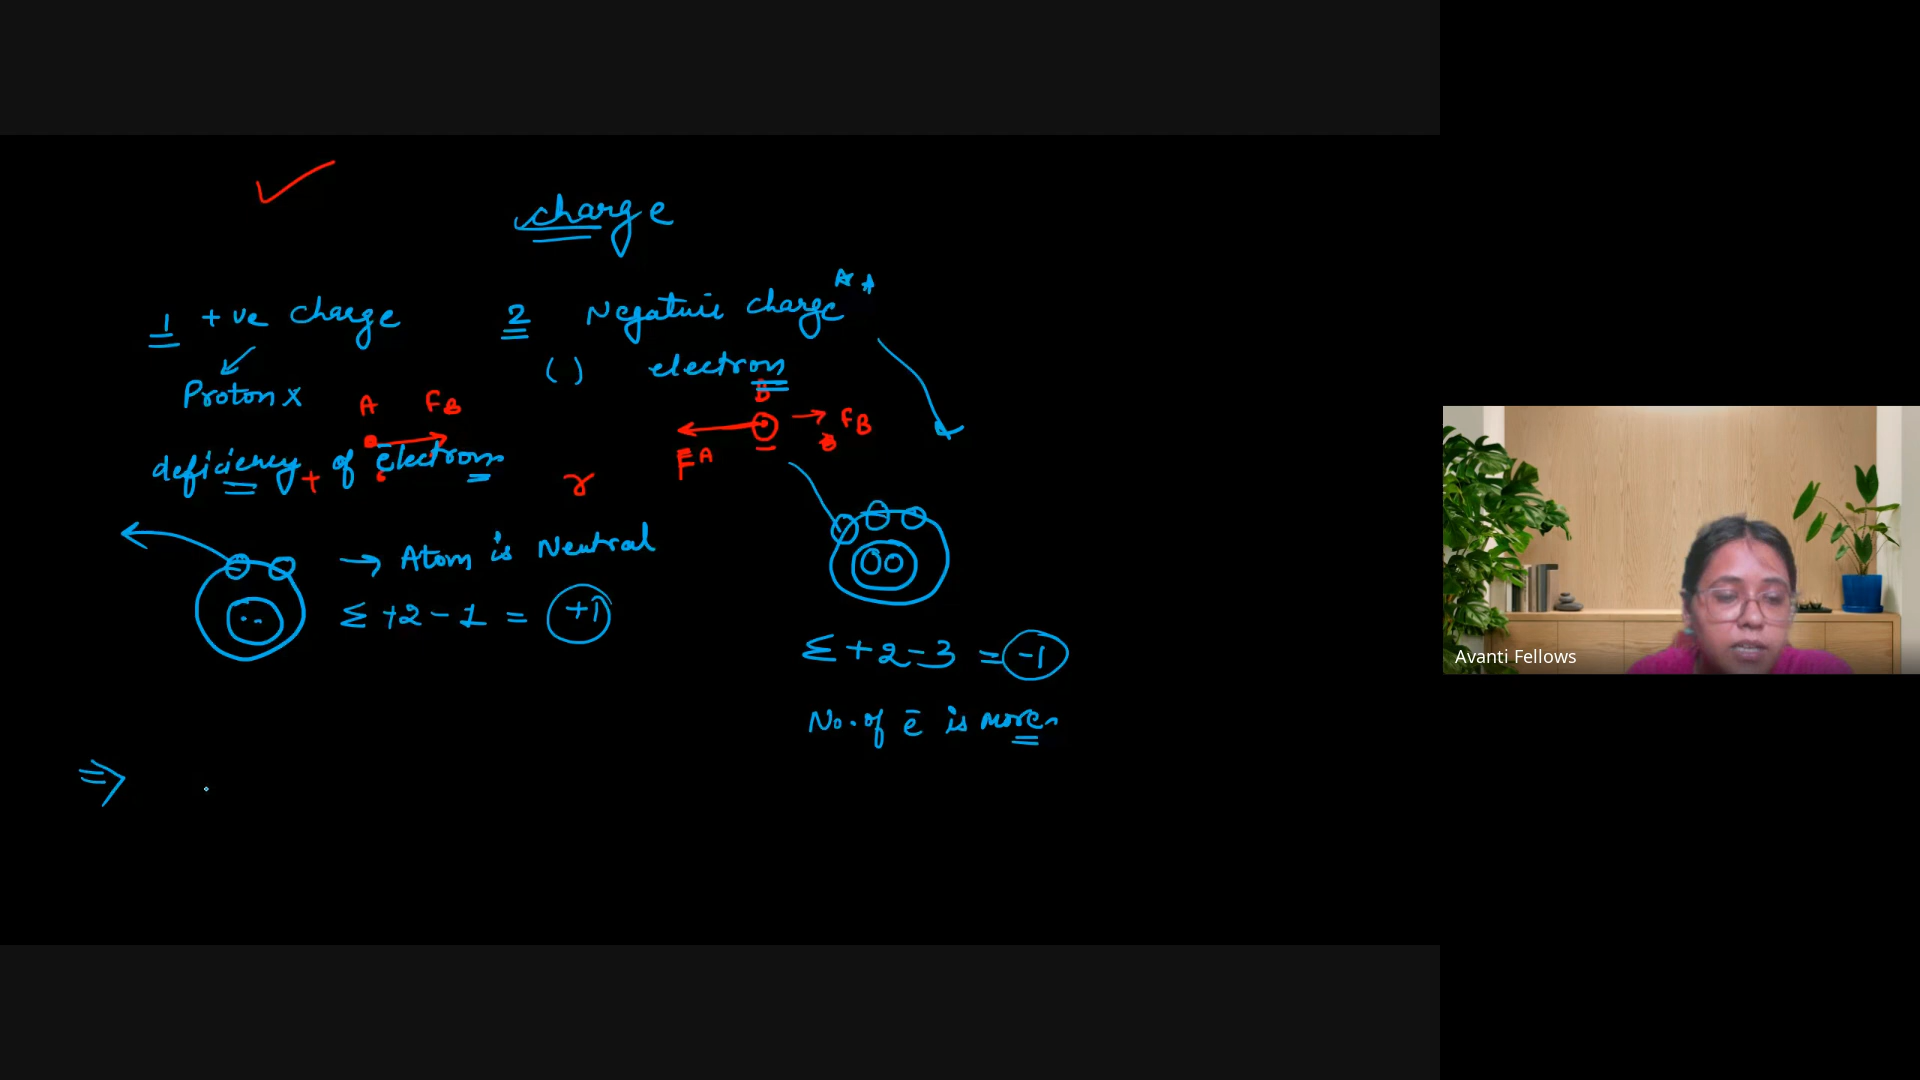 charge
1 +ve charge
2 Negative charge
Proton x
( ) electron
A FB
B
FB
FA
deficiency of electrons
+
r
→ Atom is Neutral
Σ +2 - 1 = +1
Σ +2 - 3 = -1
No. of e̅ is more
⇒
Avanti Fellows